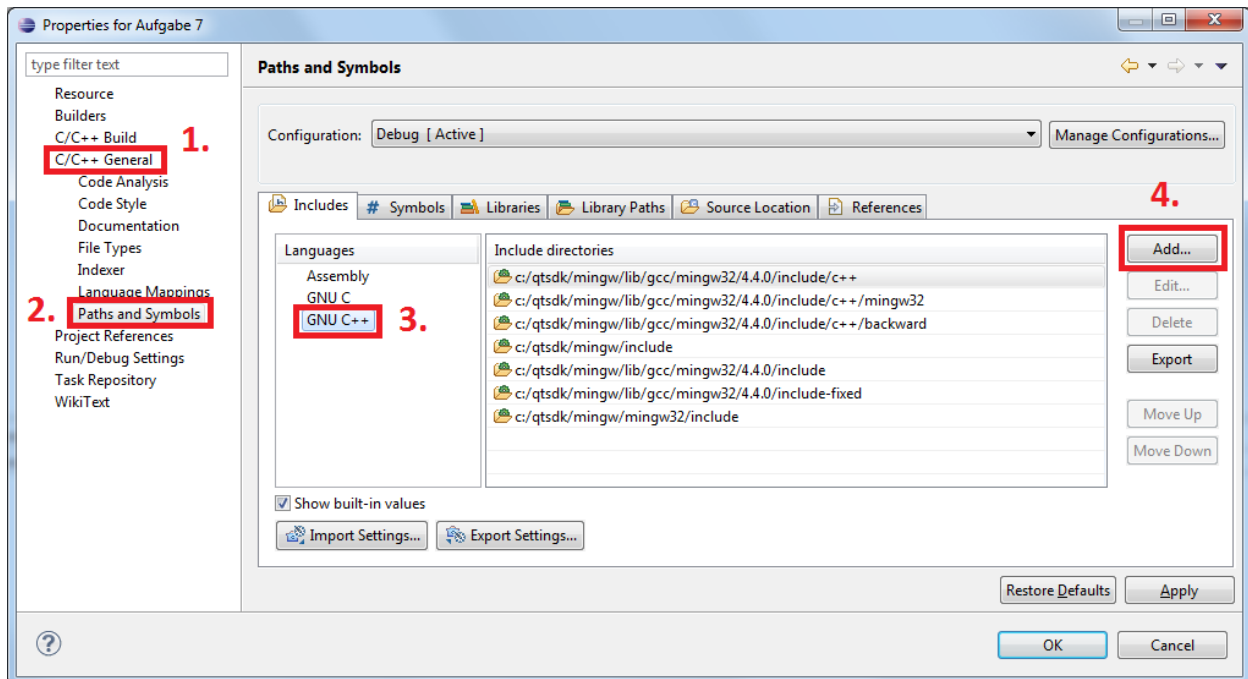 Properties for Aufgabe 7
type filter text
Resource
Builders
C/C++ Build
1.
C/C++ General
Code Analysis
Code Style
Documentation
File Types
Indexer
Language Mappings
2.
Paths and Symbols
Project References
Run/Debug Settings
Task Repository
WikiText
Paths and Symbols
Configuration: Debug [ Active ] Manage Configurations...
Includes # Symbols Libraries Library Paths Source Location References
Languages
Assembly
GNU C
GNU C++
3.
Include directories
c:/qtsdk/mingw/lib/gcc/mingw32/4.4.0/include/c++
c:/qtsdk/mingw/lib/gcc/mingw32/4.4.0/include/c++/mingw32
c:/qtsdk/mingw/lib/gcc/mingw32/4.4.0/include/c++/backward
c:/qtsdk/mingw/include
c:/qtsdk/mingw/lib/gcc/mingw32/4.4.0/include
c:/qtsdk/mingw/lib/gcc/mingw32/4.4.0/include-fixed
c:/qtsdk/mingw/mingw32/include
4.
Add...
Edit...
Delete
Export
Move Up
Move Down
Show built-in values
Import Settings... Export Settings...
Restore Defaults Apply
? OK Cancel